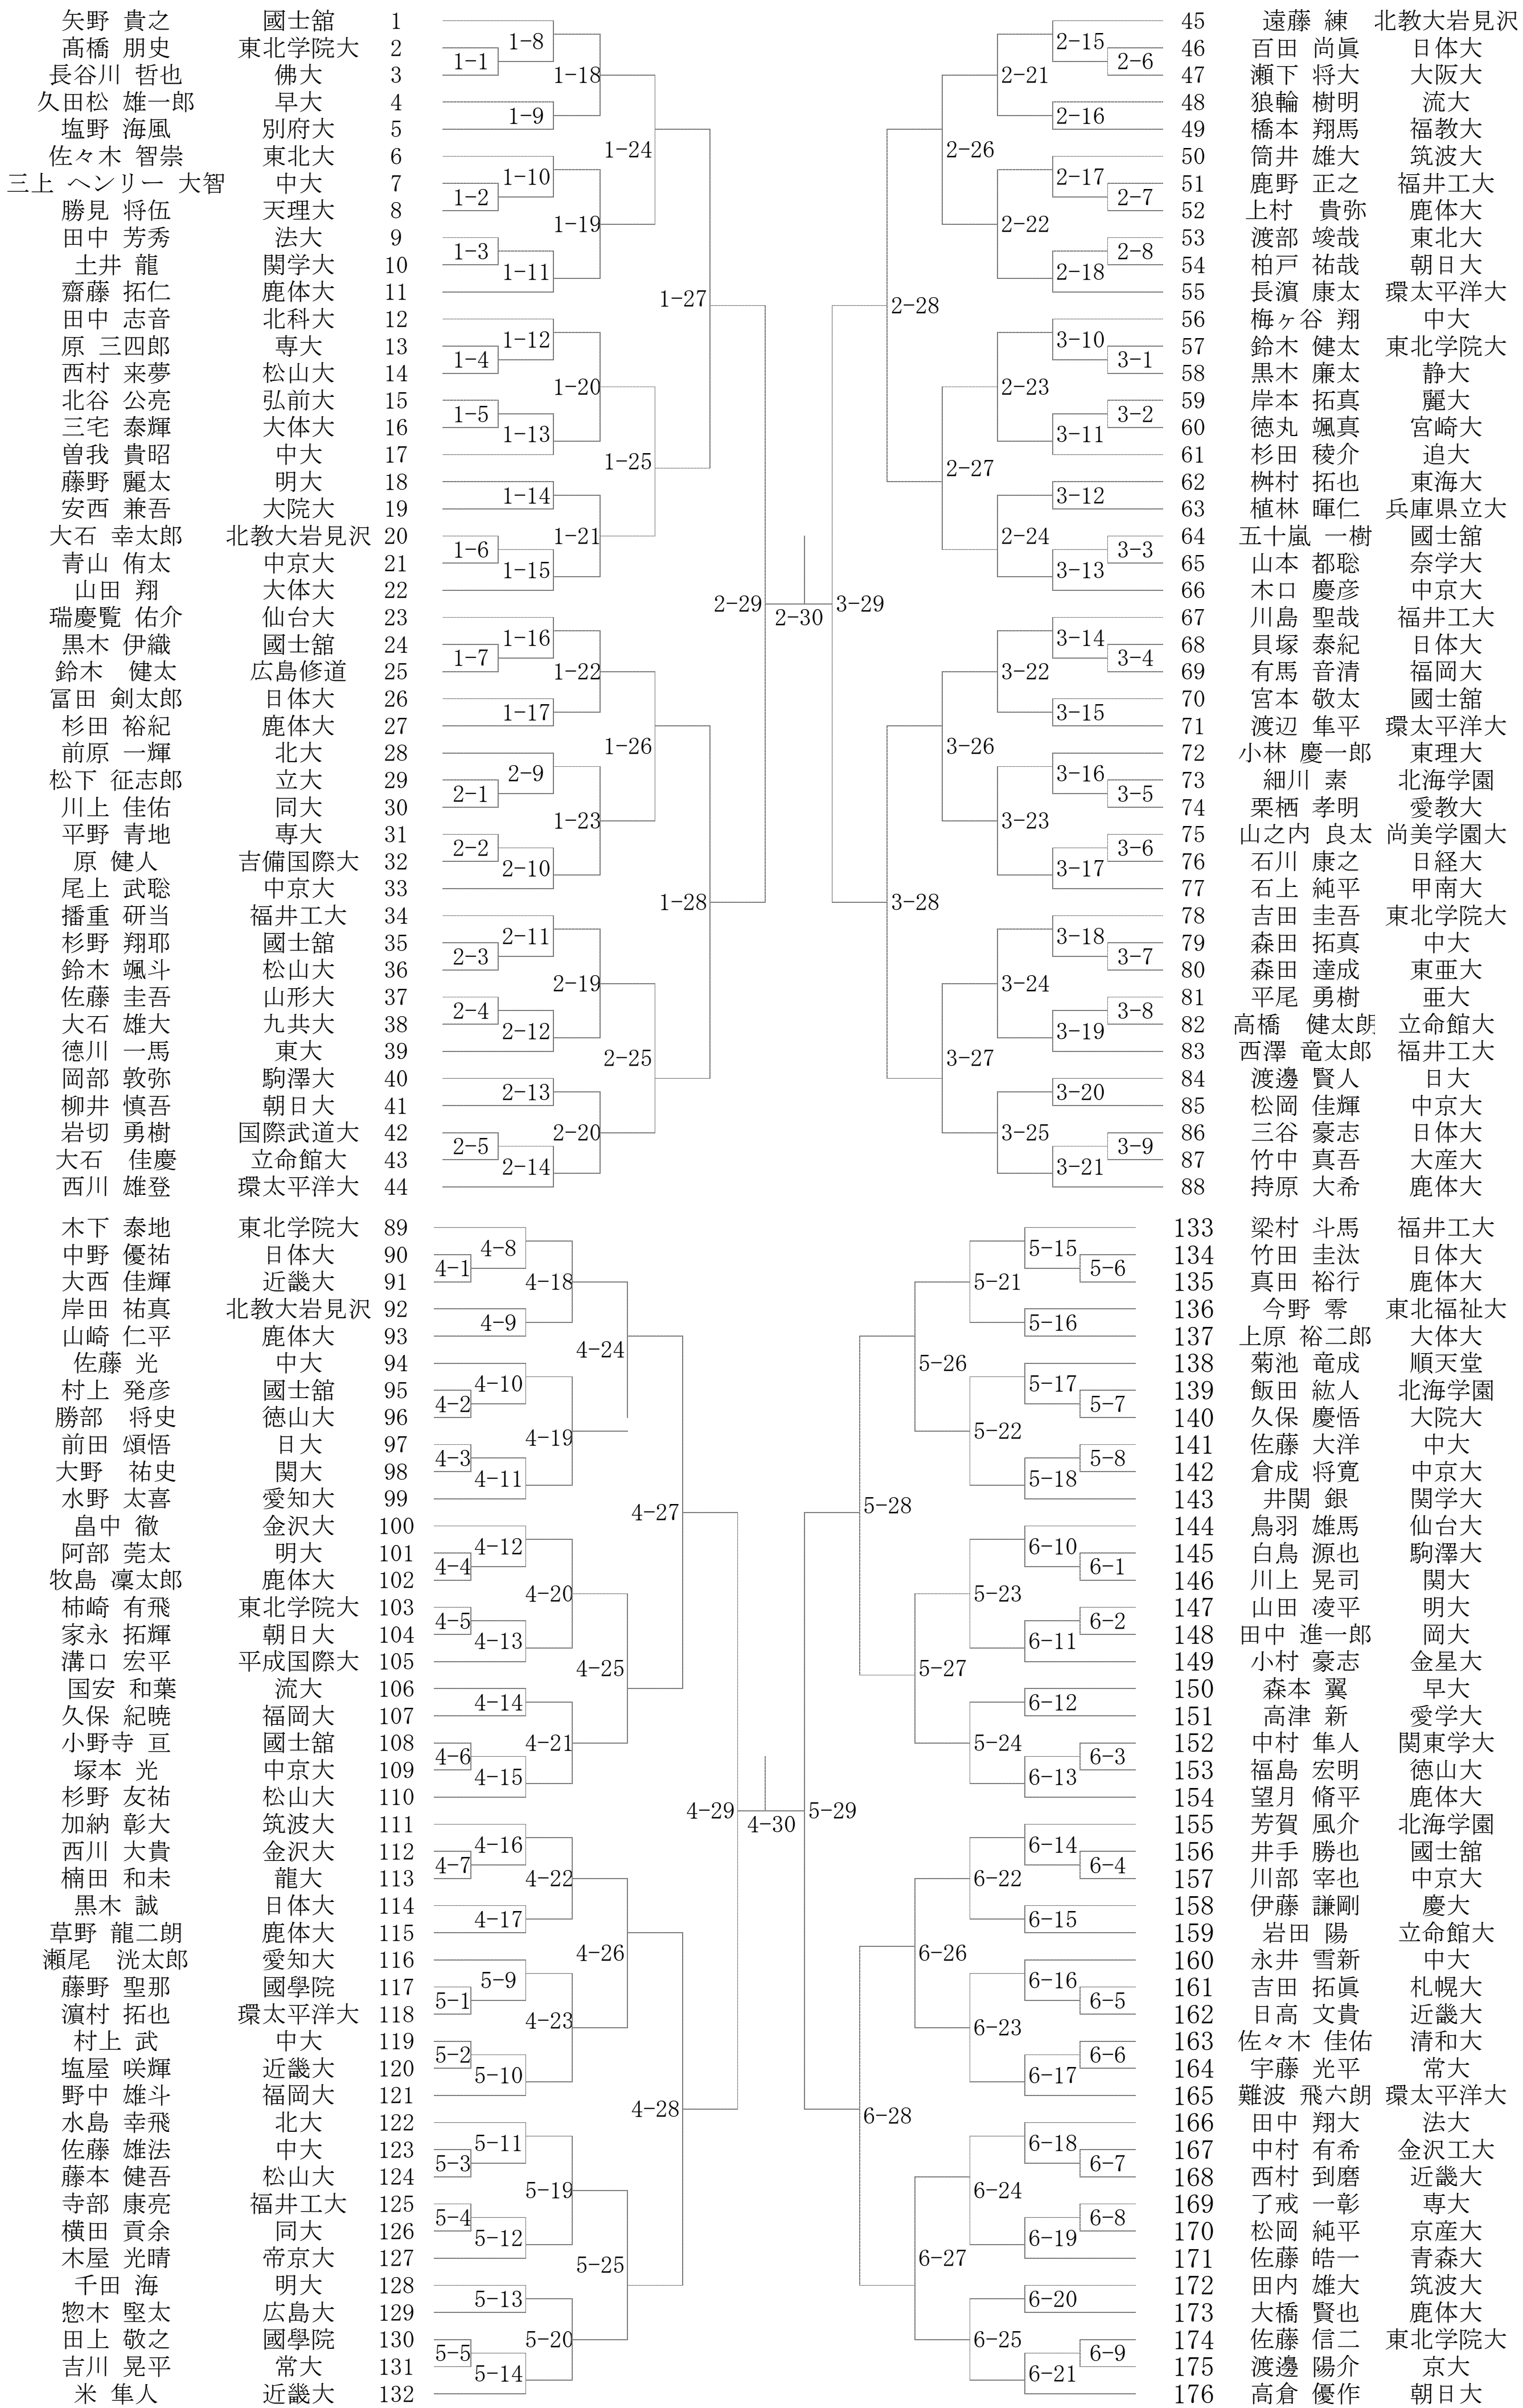 矢野 貴之 國士舘 1
髙橋 朋史 東北学院大 2
長谷川 哲也 佛大 3
久田松 雄一郎 早大 4
塩野 海風 別府大 5
佐々木 智崇 東北大 6
三上 ヘンリー 大智 中大 7
勝見 将伍 天理大 8
田中 芳秀 法大 9
土井 龍 関学大 10
齋藤 拓仁 鹿体大 11
田中 志音 北科大 12
原 三四郎 専大 13
西村 来夢 松山大 14
北谷 公亮 弘前大 15
三宅 泰輝 大体大 16
曽我 貴昭 中大 17
藤野 麗太 明大 18
安西 兼吾 大院大 19
大石 幸太郎 北教大岩見沢 20
青山 侑太 中京大 21
山田 翔 大体大 22
瑞慶覧 佑介 仙台大 23
黒木 伊織 國士舘 24
鈴木 健太 広島修道 25
冨田 剣太郎 日体大 26
杉田 裕紀 鹿体大 27
前原 一輝 北大 28
松下 征志郎 立大 29
川上 佳佑 同大 30
平野 青地 専大 31
原 健人 吉備国際大 32
尾上 武聡 中京大 33
播重 研当 福井工大 34
杉野 翔耶 國士舘 35
鈴木 颯斗 松山大 36
佐藤 圭吾 山形大 37
大石 雄大 九共大 38
德川 一馬 東大 39
岡部 敦弥 駒澤大 40
柳井 慎吾 朝日大 41
岩切 勇樹 国際武道大 42
大石 佳慶 立命館大 43
西川 雄登 環太平洋大 44
1-1
1-2
1-3
1-4
1-5
1-6
1-7
2-1
2-2
2-3
2-4
2-5
1-8
1-9
1-10
1-11
1-12
1-13
1-14
1-15
1-16
1-17
2-9
2-10
2-11
2-12
2-13
2-14
1-18
1-19
1-20
1-21
1-22
1-23
2-19
2-20
1-24
1-25
1-26
2-25
1-27
1-28
2-29
2-30
3-29
2-28
3-28
2-26
2-27
3-26
3-27
2-21
2-22
2-23
2-24
3-22
3-23
3-24
3-25
2-15
2-16
2-17
2-18
3-10
3-11
3-12
3-13
3-14
3-15
3-16
3-17
3-18
3-19
3-20
3-21
2-6
2-7
2-8
3-1
3-2
3-3
3-4
3-5
3-6
3-7
3-8
3-9
45 遠藤 練 北教大岩見沢
46 百田 尚眞 日体大
47 瀬下 将大 大阪大
48 狼輪 樹明 流大
49 橋本 翔馬 福教大
50 筒井 雄大 筑波大
51 鹿野 正之 福井工大
52 上村 貴弥 鹿体大
53 渡部 竣哉 東北大
54 柏戸 祐哉 朝日大
55 長濵 康太 環太平洋大
56 梅ヶ谷 翔 中大
57 鈴木 健太 東北学院大
58 黒木 廉太 静大
59 岸本 拓真 麗大
60 徳丸 颯真 宮崎大
61 杉田 稜介 追大
62 桝村 拓也 東海大
63 植林 暉仁 兵庫県立大
64 五十嵐 一樹 國士舘
65 山本 都聡 奈学大
66 木口 慶彦 中京大
67 川島 聖哉 福井工大
68 貝塚 泰紀 日体大
69 有馬 音清 福岡大
70 宮本 敬太 國士舘
71 渡辺 隼平 環太平洋大
72 小林 慶一郎 東理大
73 細川 素 北海学園
74 栗栖 孝明 愛教大
75 山之内 良太 尚美学園大
76 石川 康之 日経大
77 石上 純平 甲南大
78 吉田 圭吾 東北学院大
79 森田 拓真 中大
80 森田 達成 東亜大
81 平尾 勇樹 亜大
82 高橋 健太朗 立命館大
83 西澤 竜太郎 福井工大
84 渡邊 賢人 日大
85 松岡 佳輝 中京大
86 三谷 豪志 日体大
87 竹中 真吾 大産大
88 持原 大希 鹿体大
木下 泰地 東北学院大 89
中野 優祐 日体大 90
大西 佳輝 近畿大 91
岸田 祐真 北教大岩見沢 92
山崎 仁平 鹿体大 93
佐藤 光 中大 94
村上 発彦 國士舘 95
勝部 将史 徳山大 96
前田 頌悟 日大 97
大野 祐史 関大 98
水野 太喜 愛知大 99
畠中 徹 金沢大 100
阿部 莞太 明大 101
牧島 凜太郎 鹿体大 102
柿崎 有飛 東北学院大 103
家永 拓輝 朝日大 104
溝口 宏平 平成国際大 105
国安 和葉 流大 106
久保 紀暁 福岡大 107
小野寺 亘 國士舘 108
塚本 光 中京大 109
杉野 友祐 松山大 110
加納 彰大 筑波大 111
西川 大貴 金沢大 112
楠田 和未 龍大 113
黒木 誠 日体大 114
草野 龍二朗 鹿体大 115
瀬尾 洸太郎 愛知大 116
藤野 聖那 國學院 117
濵村 拓也 環太平洋大 118
村上 武 中大 119
塩屋 咲輝 近畿大 120
野中 雄斗 福岡大 121
水島 幸飛 北大 122
佐藤 雄法 中大 123
藤本 健吾 松山大 124
寺部 康亮 福井工大 125
横田 貢余 同大 126
木屋 光晴 帝京大 127
千田 海 明大 128
惣木 堅太 広島大 129
田上 敬之 國學院 130
吉川 晃平 常大 131
米 隼人 近畿大 132
4-1
4-2
4-3
4-4
4-5
4-6
4-7
5-1
5-2
5-3
5-4
5-5
4-8
4-9
4-10
4-11
4-12
4-13
4-14
4-15
4-16
4-17
5-9
5-10
5-11
5-12
5-13
5-14
4-18
4-19
4-20
4-21
4-22
4-23
5-19
5-20
4-24
4-25
4-26
5-25
4-27
4-28
4-29
4-30
5-29
5-28
6-28
5-26
5-27
6-26
6-27
5-21
5-22
5-23
5-24
6-22
6-23
6-24
6-25
5-15
5-16
5-17
5-18
6-10
6-11
6-12
6-13
6-14
6-15
6-16
6-17
6-18
6-19
6-20
6-21
5-6
5-7
5-8
6-1
6-2
6-3
6-4
6-5
6-6
6-7
6-8
6-9
133 梁村 斗馬 福井工大
134 竹田 圭汰 日体大
135 真田 裕行 鹿体大
136 今野 零 東北福祉大
137 上原 裕二郎 大体大
138 菊池 竜成 順天堂
139 飯田 紘人 北海学園
140 久保 慶悟 大院大
141 佐藤 大洋 中大
142 倉成 将寛 中京大
143 井関 銀 関学大
144 鳥羽 雄馬 仙台大
145 白鳥 源也 駒澤大
146 川上 晃司 関大
147 山田 凌平 明大
148 田中 進一郎 岡大
149 小村 豪志 金星大
150 森本 翼 早大
151 高津 新 愛学大
152 中村 隼人 関東学大
153 福島 宏明 徳山大
154 望月 脩平 鹿体大
155 芳賀 風介 北海学園
156 井手 勝也 國士舘
157 川部 宰也 中京大
158 伊藤 謙剛 慶大
159 岩田 陽 立命館大
160 永井 雪新 中大
161 吉田 拓眞 札幌大
162 日高 文貴 近畿大
163 佐々木 佳佑 清和大
164 宇藤 光平 常大
165 難波 飛六朗 環太平洋大
166 田中 翔大 法大
167 中村 有希 金沢工大
168 西村 到磨 近畿大
169 了戒 一彰 専大
170 松岡 純平 京産大
171 佐藤 皓一 青森大
172 田内 雄大 筑波大
173 大橋 賢也 鹿体大
174 佐藤 信二 東北学院大
175 渡邊 陽介 京大
176 高倉 優作 朝日大